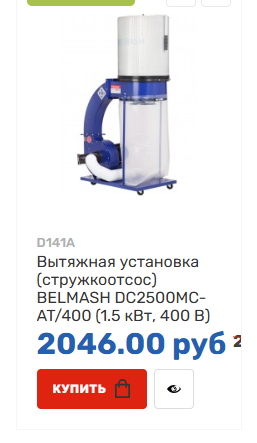 D141A
Вытяжная установка
(стружкоотсос)
BELMASH DC2500MC-
AT/400 (1.5 кВт, 400 В)
2046.00 руб
КУПИТЬ